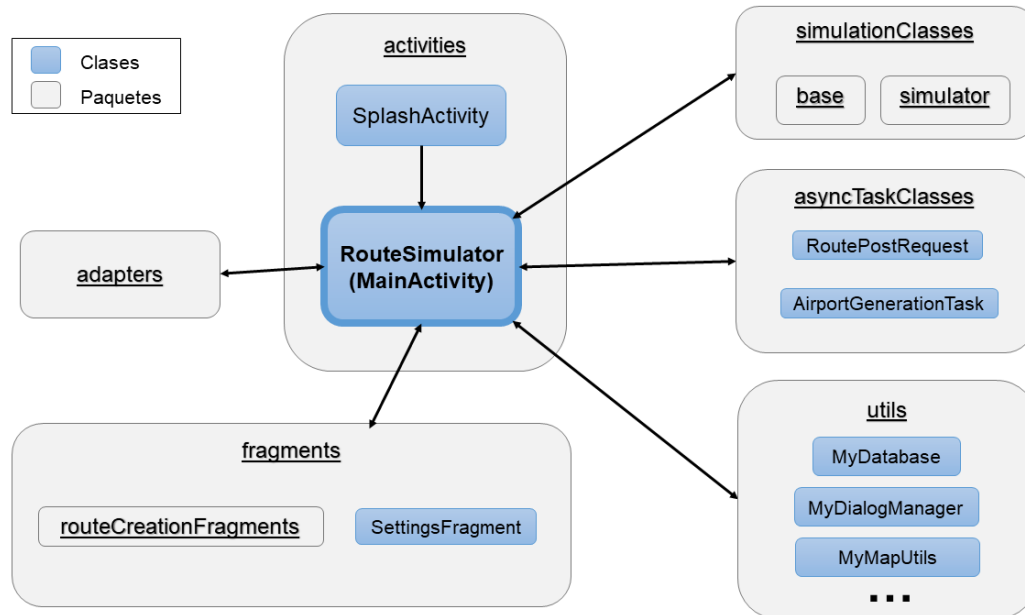 Clases
Paquetes
activities
SplashActivity
RouteSimulator
(MainActivity)
adapters
fragments
routeCreationFragments
SettingsFragment
simulationClasses
base
simulator
asyncTaskClasses
RoutePostRequest
AirportGenerationTask
utils
MyDatabase
MyDialogManager
MyMapUtils
...